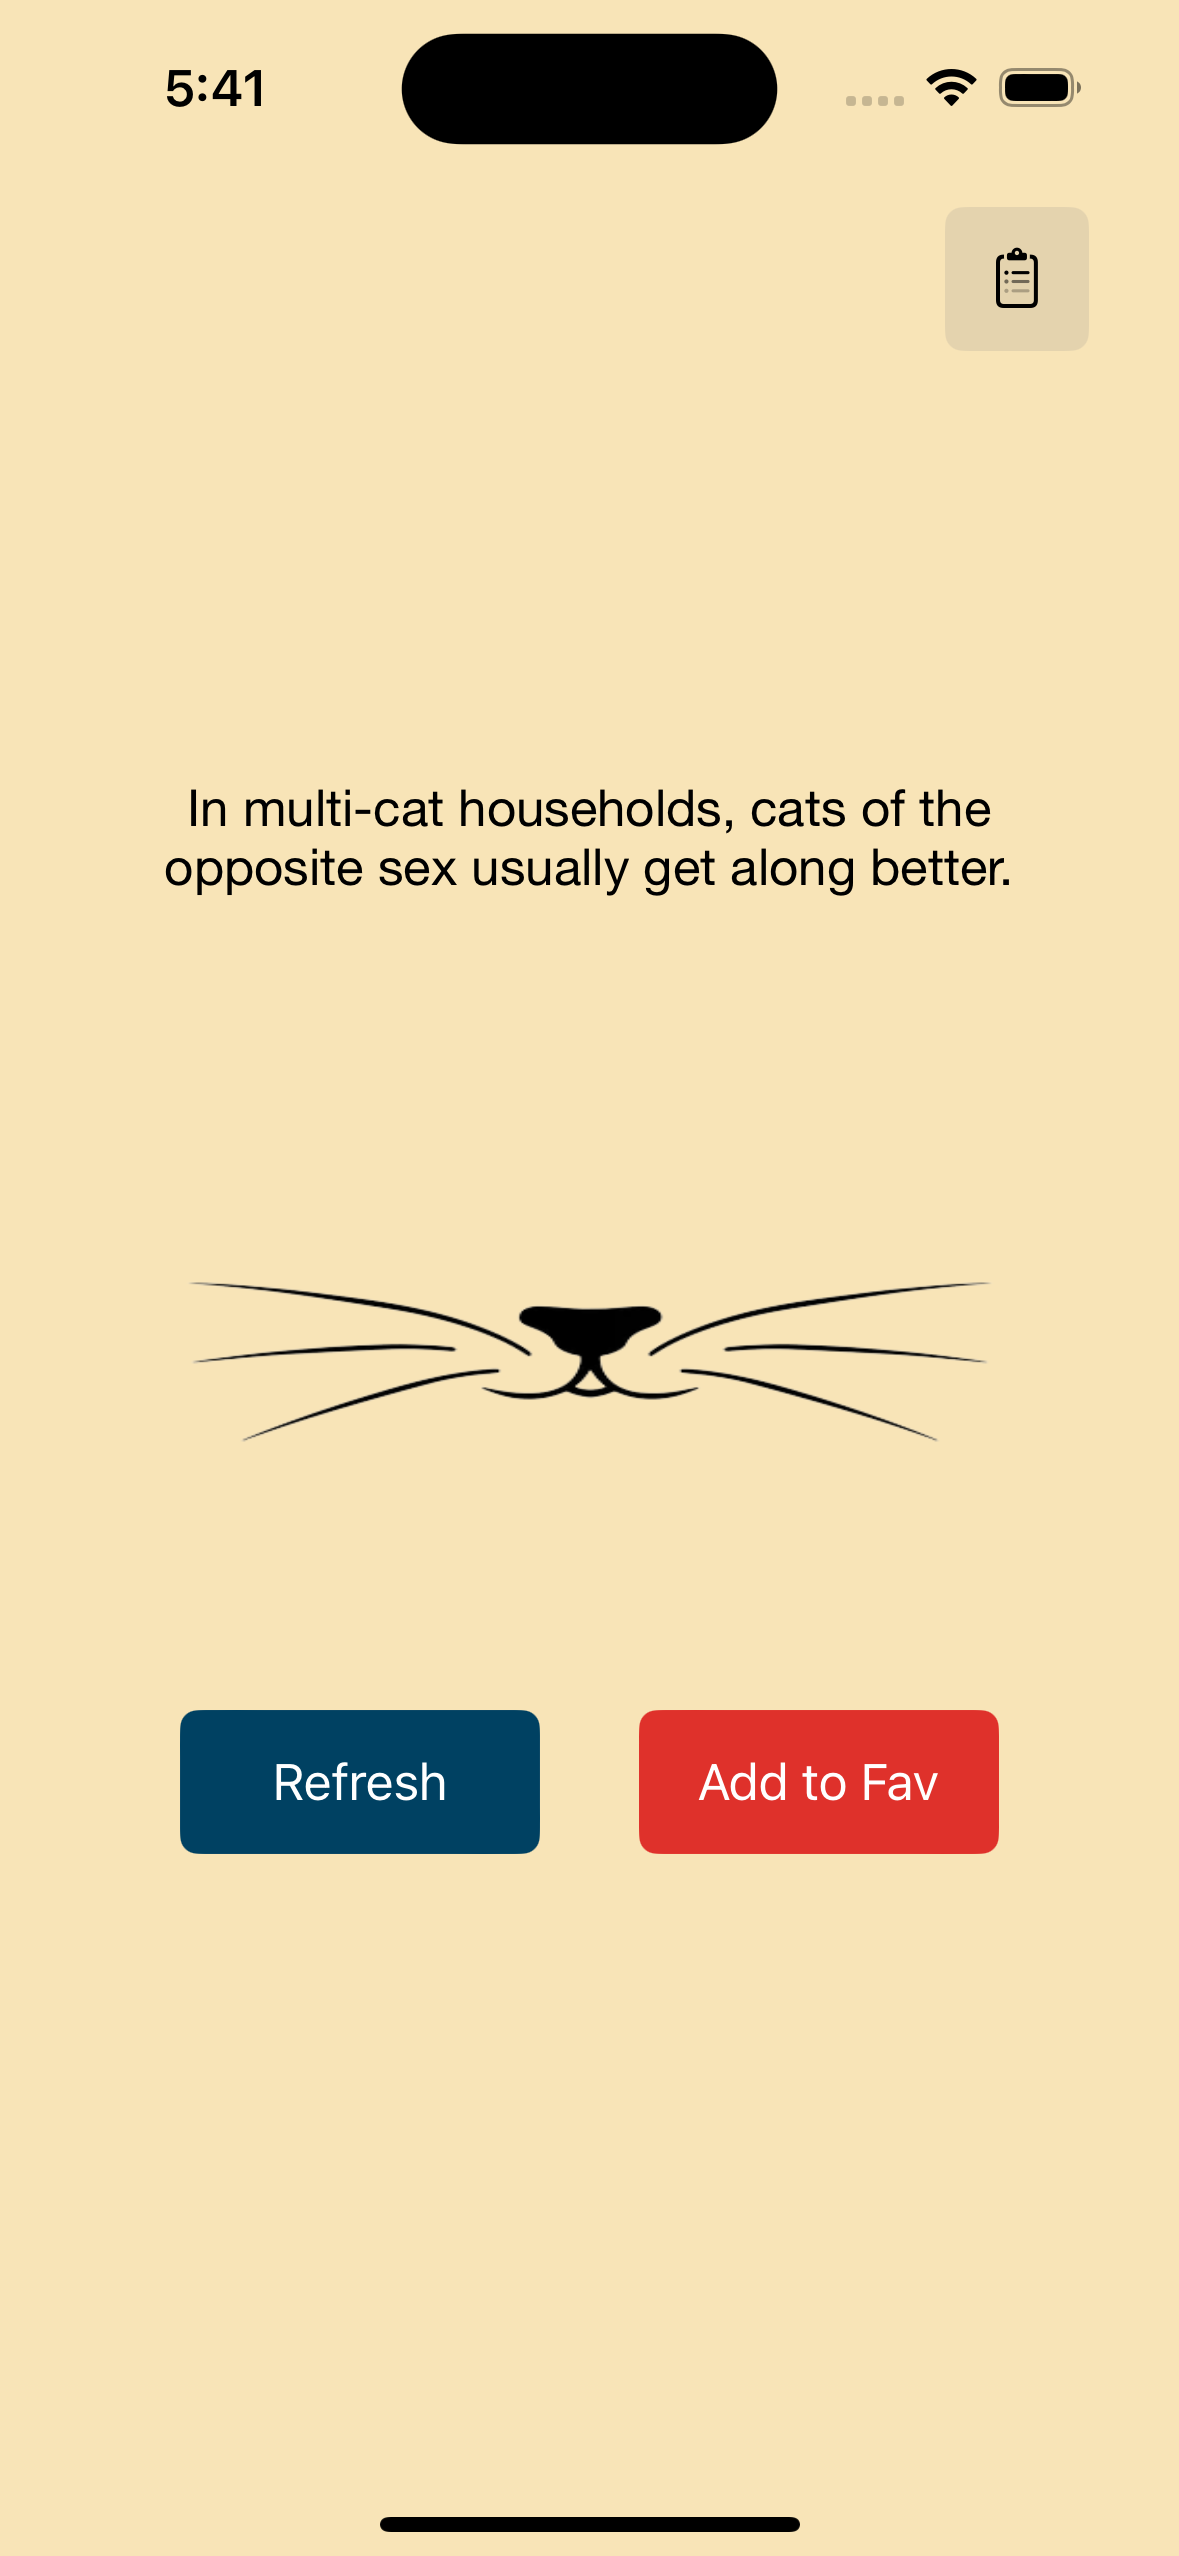 5:41
In multi-cat households, cats of the
opposite sex usually get along better.
Refresh
Add to Fav